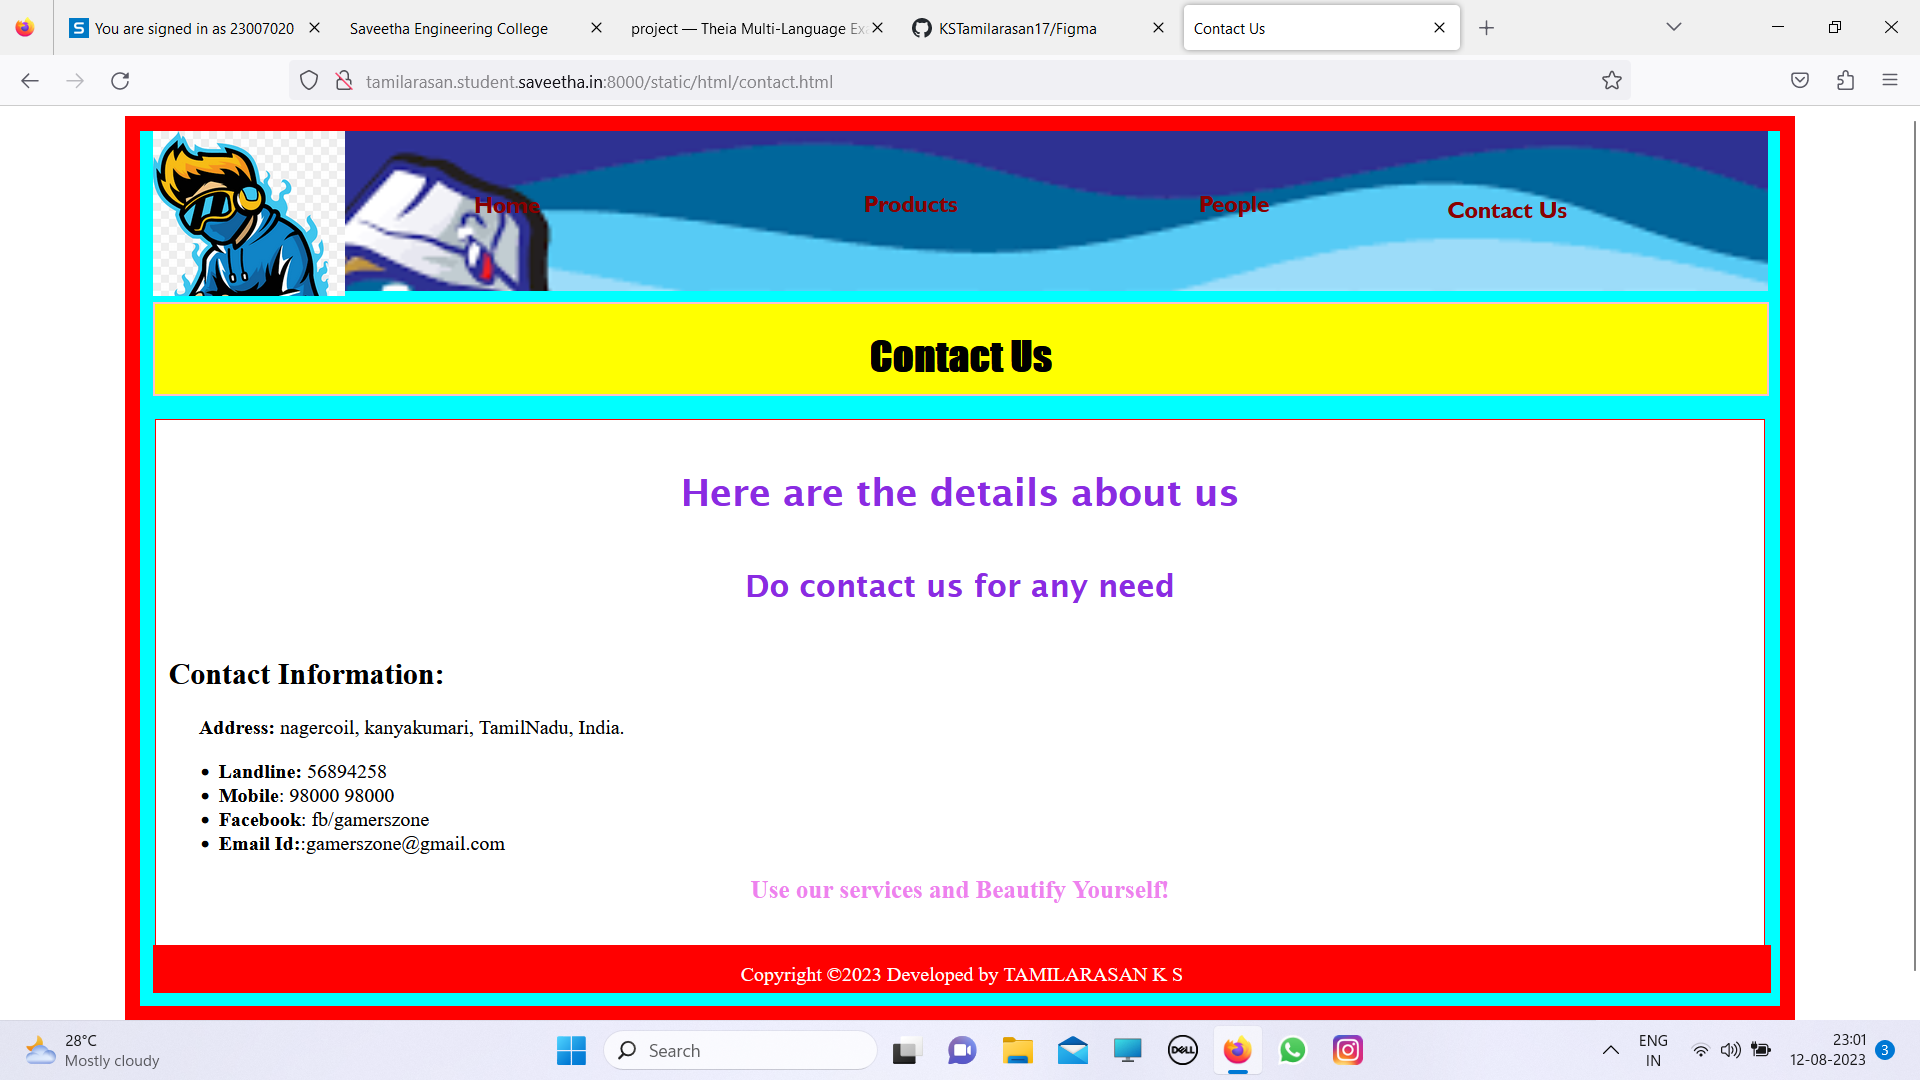 You are signed in as 23007020
Saveetha Engineering College
project — Theia Multi-Language Ex
KSTamilarasan17/Figma
Contact Us
tamilarasan.student.saveetha.in:8000/static/html/contact.html
Home
Products
People
Contact Us
Contact Us
Here are the details about us
Do contact us for any need
Contact Information:
Address: nagercoil, kanyakumari, TamilNadu, India.
• Landline: 56894258
• Mobile: 98000 98000
• Facebook: fb/gamerszone
• Email Id::gamerszone@gmail.com
Use our services and Beautify Yourself!
Copyright ©2023 Developed by TAMILARASAN K S
28°C
Mostly cloudy
Search
DELL
ENG
IN
23:01
12-08-2023
3